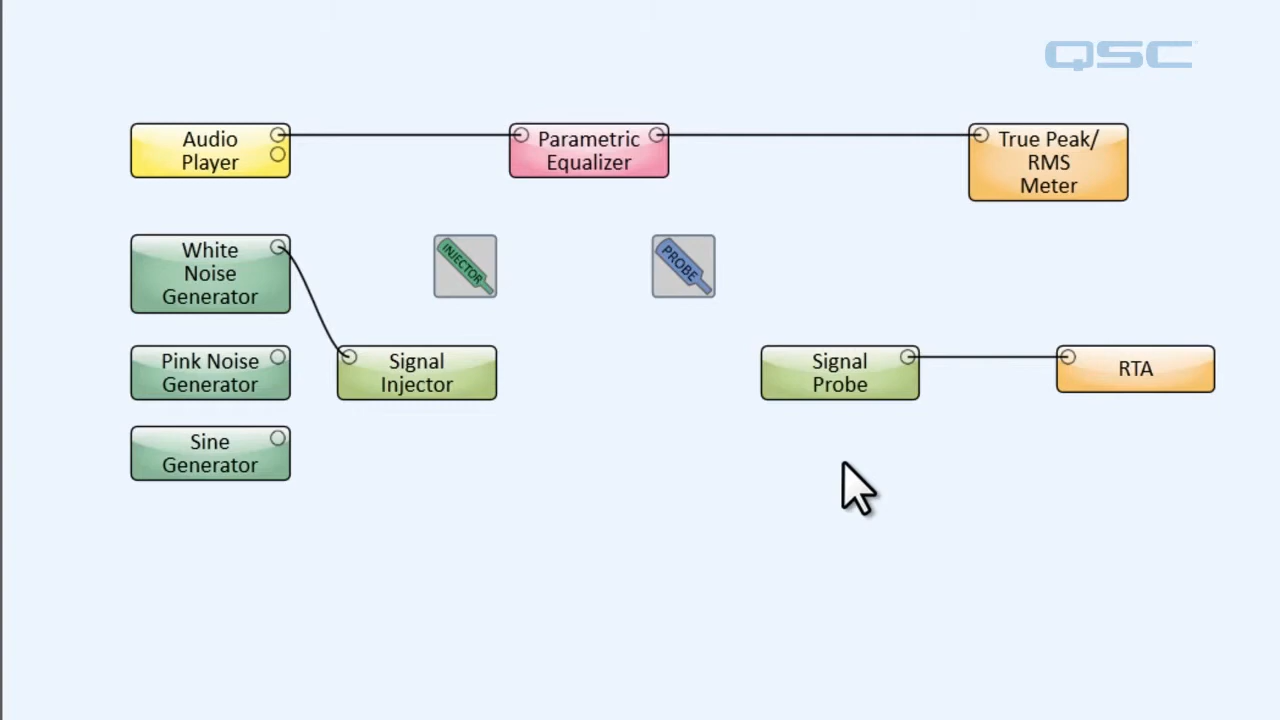 QSC
Audio
Player
Parametric
Equalizer
True Peak/
RMS
Meter
White
Noise
Generator
INJECTOR
PROBE
Pink Noise
Generator
Signal
Injector
Signal
Probe
RTA
Sine
Generator